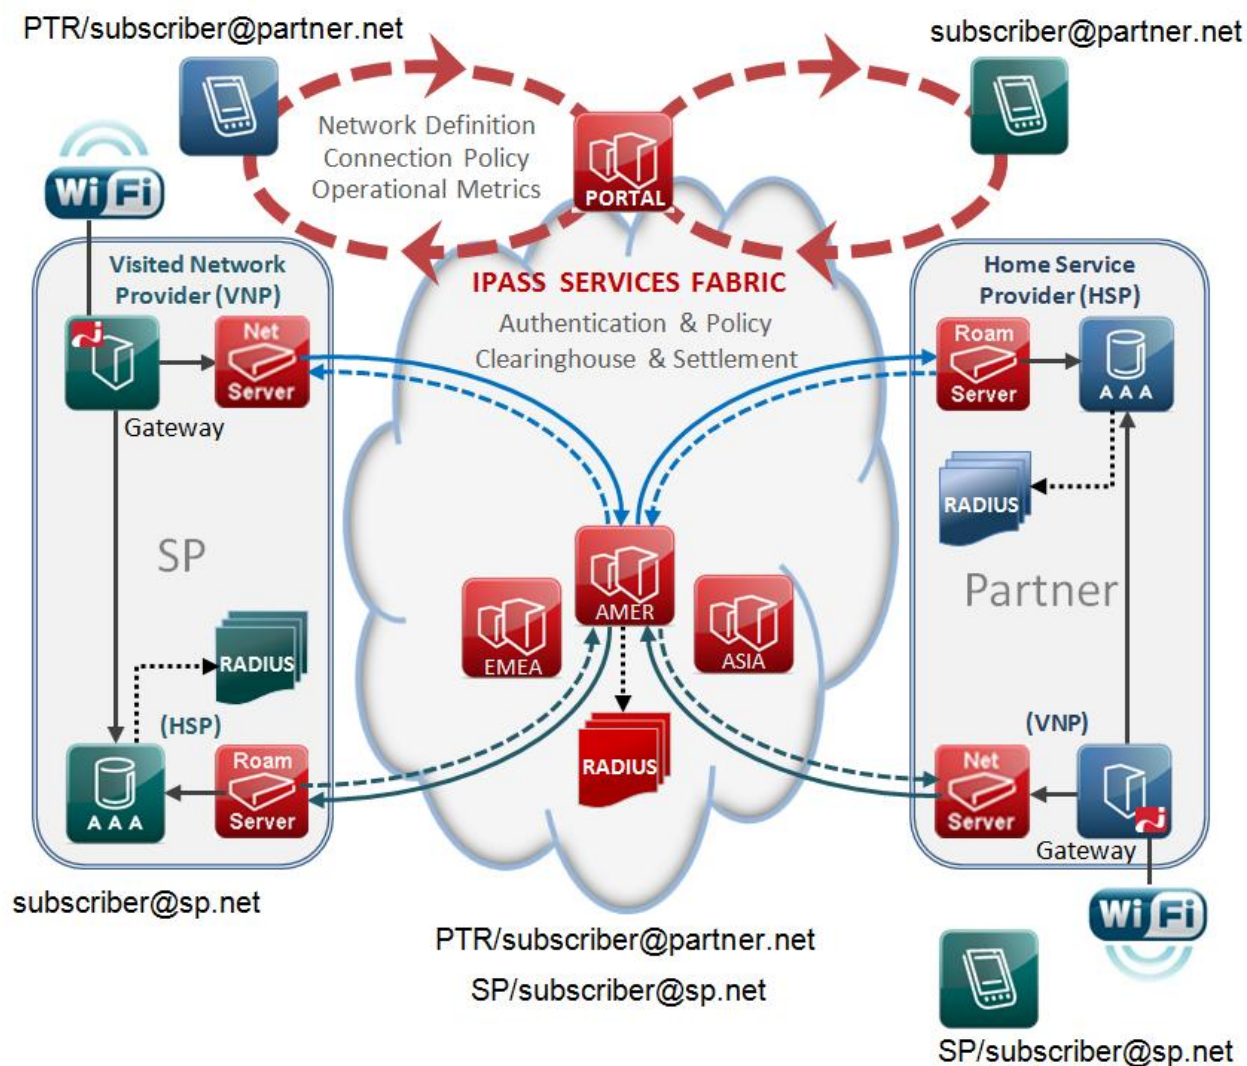 PTR/subscriber@partner.net
subscriber@partner.net
Network Definition
Connection Policy
Operational Metrics
PORTAL
Wi Fi
Visited Network
Provider (VNP)
IPASS SERVICES FABRIC
Authentication & Policy
Clearinghouse & Settlement
Home Service
Provider (HSP)
Net
Server
Gateway
Roam
Server
AAA
RADIUS
SP
Partner
AMER
EMEA
ASIA
RADIUS
RADIUS
(HSP)
Roam
Server
AAA
(VNP)
Net
Server
Gateway
Wi Fi
subscriber@sp.net
PTR/subscriber@partner.net
SP/subscriber@sp.net
SP/subscriber@sp.net